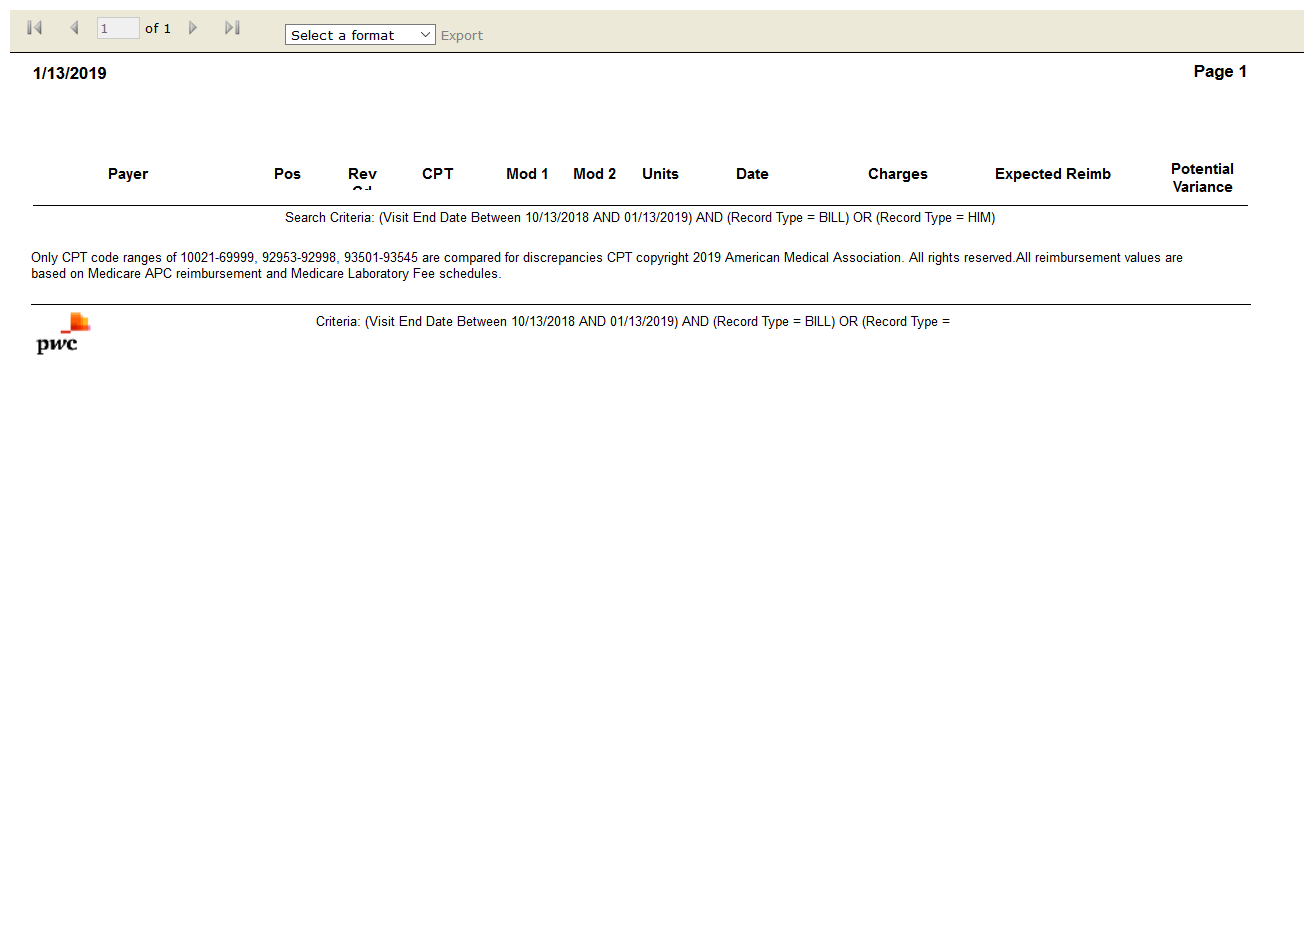 1 of 1 Select a format Export
1/13/2019 Page 1
Payer Pos Rev CPT Mod 1 Mod 2 Units Date Charges Expected Reimb Potential Variance
Search Criteria: (Visit End Date Between 10/13/2018 AND 01/13/2019) AND (Record Type = BILL) OR (Record Type = HIM)
Only CPT code ranges of 10021-69999, 92953-92998, 93501-93545 are compared for discrepancies CPT copyright 2019 American Medical Association. All rights reserved.All reimbursement values are
based on Medicare APC reimbursement and Medicare Laboratory Fee schedules.
Criteria: (Visit End Date Between 10/13/2018 AND 01/13/2019) AND (Record Type = BILL) OR (Record Type =
pwc